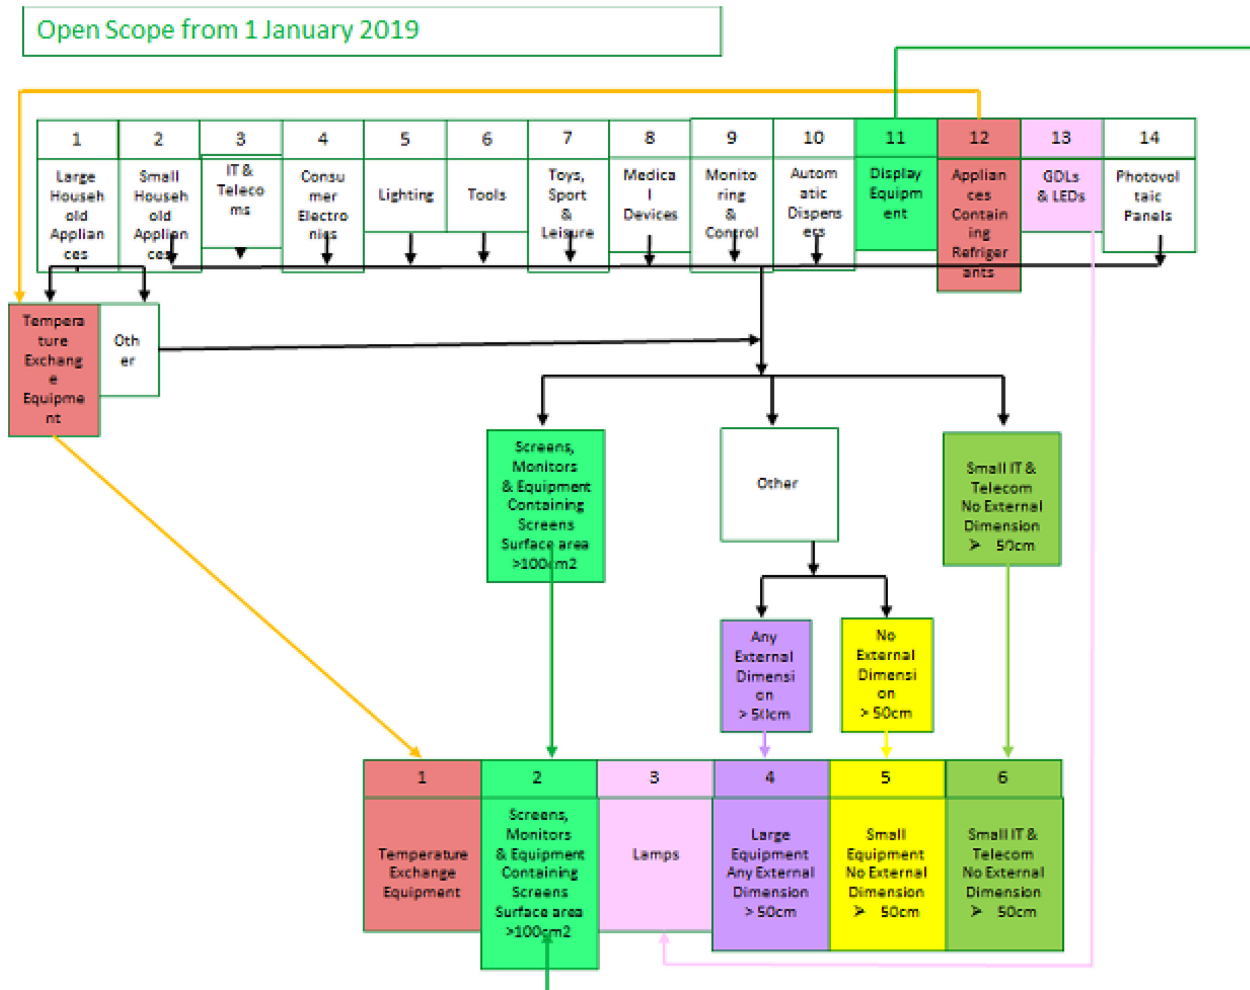 Open Scope from 1 January 2019
1
2
3
4
5
6
7
8
9
10
11
12
13
14
Large
Househ
old
Applian
ces
Small
Househ
old
Applian
ces
IT &
Teleco
ms
Consu
mer
Electro
nics
Lighting
Tools
Toys,
Sport
&
Leisure
Medica
l
Devices
Monito
ring
&
Control
Autom
atic
Dispens
ers
Display
Equipm
ent
Applian
ces
Contain
ing
Refriger
ants
GDLs
& LEDs
Photovol
taic
Panels
Tempera
ture
Exchang
e
Equipme
nt
Oth
er
Screens,
Monitors
& Equipment
Containing
Screens
Surface area
>100cm2
Other
Small IT &
Telecom
No External
Dimension
➢ 50cm
Any
External
Dimensi
on
> 50cm
No
External
Dimensi
on
> 50cm
1
2
3
4
5
6
Temperature
Exchange
Equipment
Screens,
Monitors
& Equipment
Containing
Screens
Surface area
>100cm2
Lamps
Large
Equipment
Any External
Dimension
> 50cm
Small
Equipment
No External
Dimension
➢ 50cm
Small IT &
Telecom
No External
Dimension
➢ 50cm